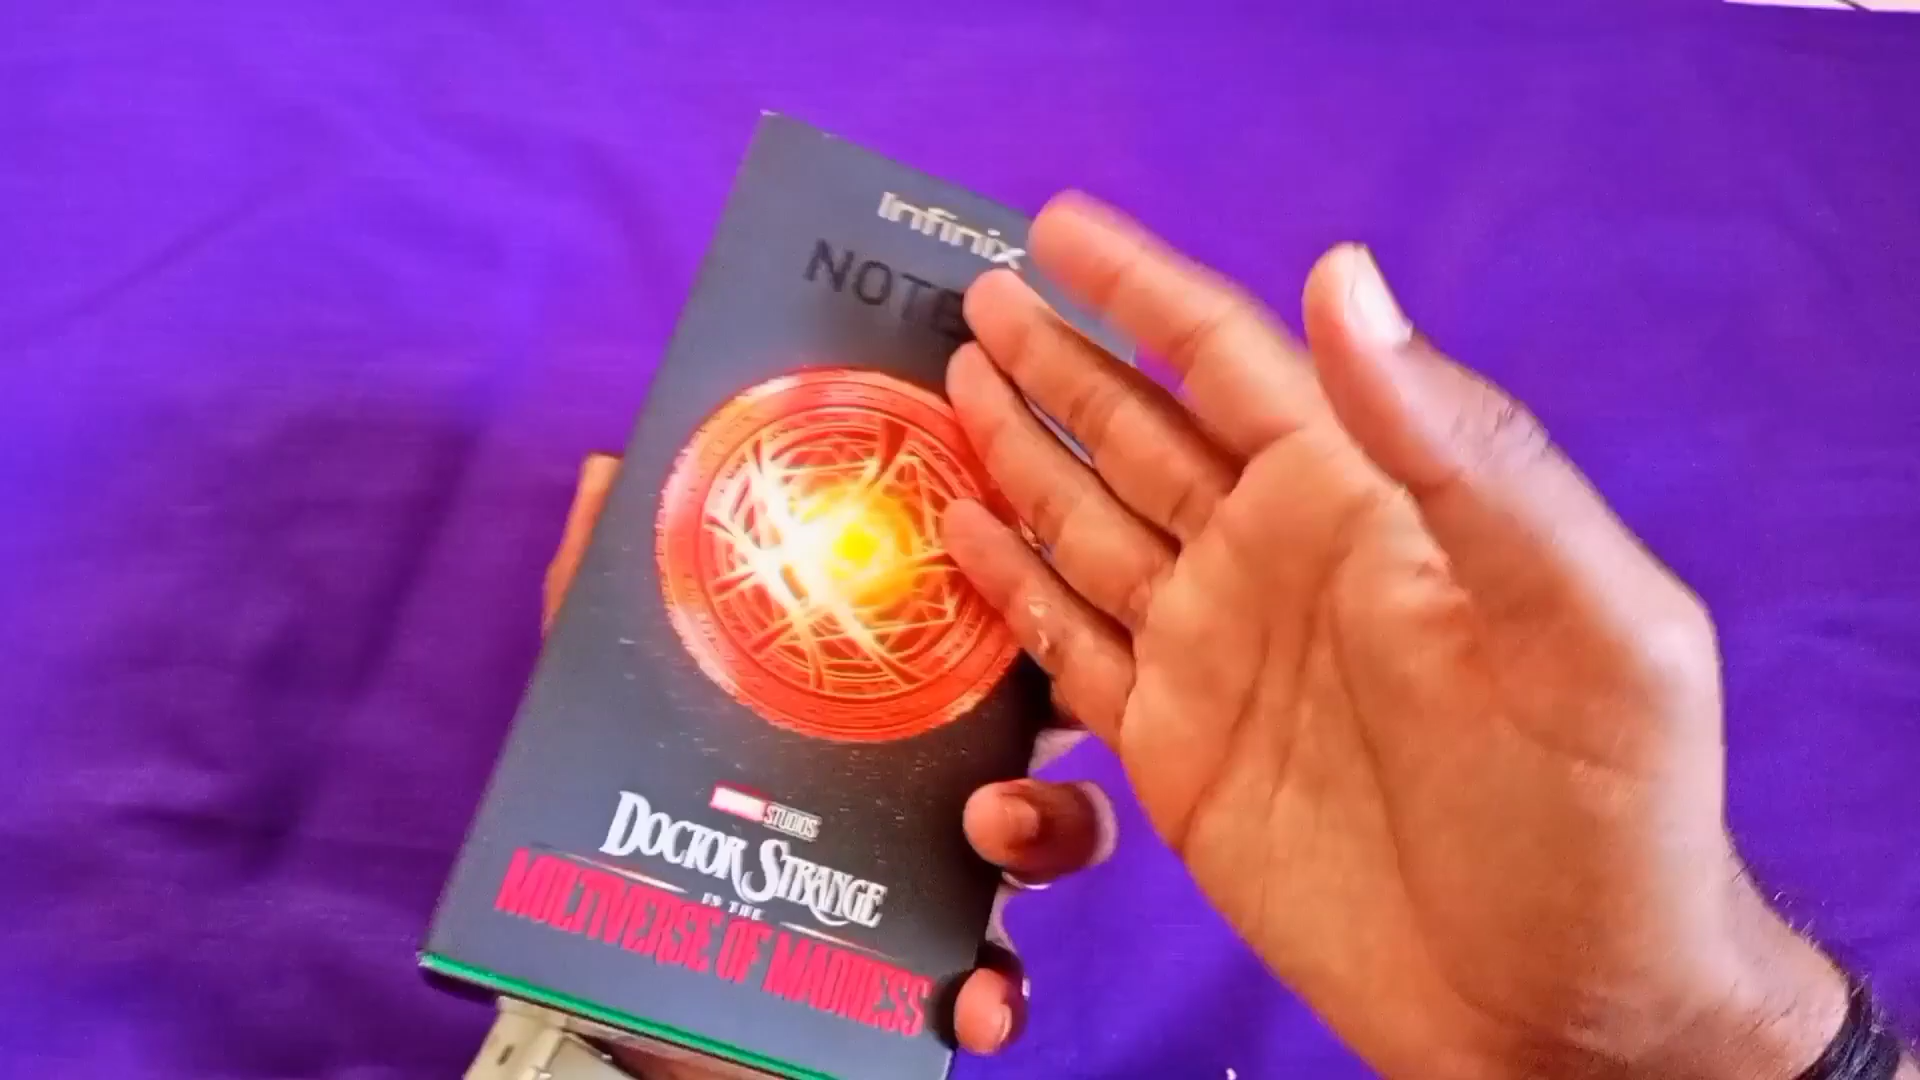 Infinix
NOTE
MARVEL STUDIOS
DOCTOR STRANGE
IN THE
MULTIVERSE OF MADNESS